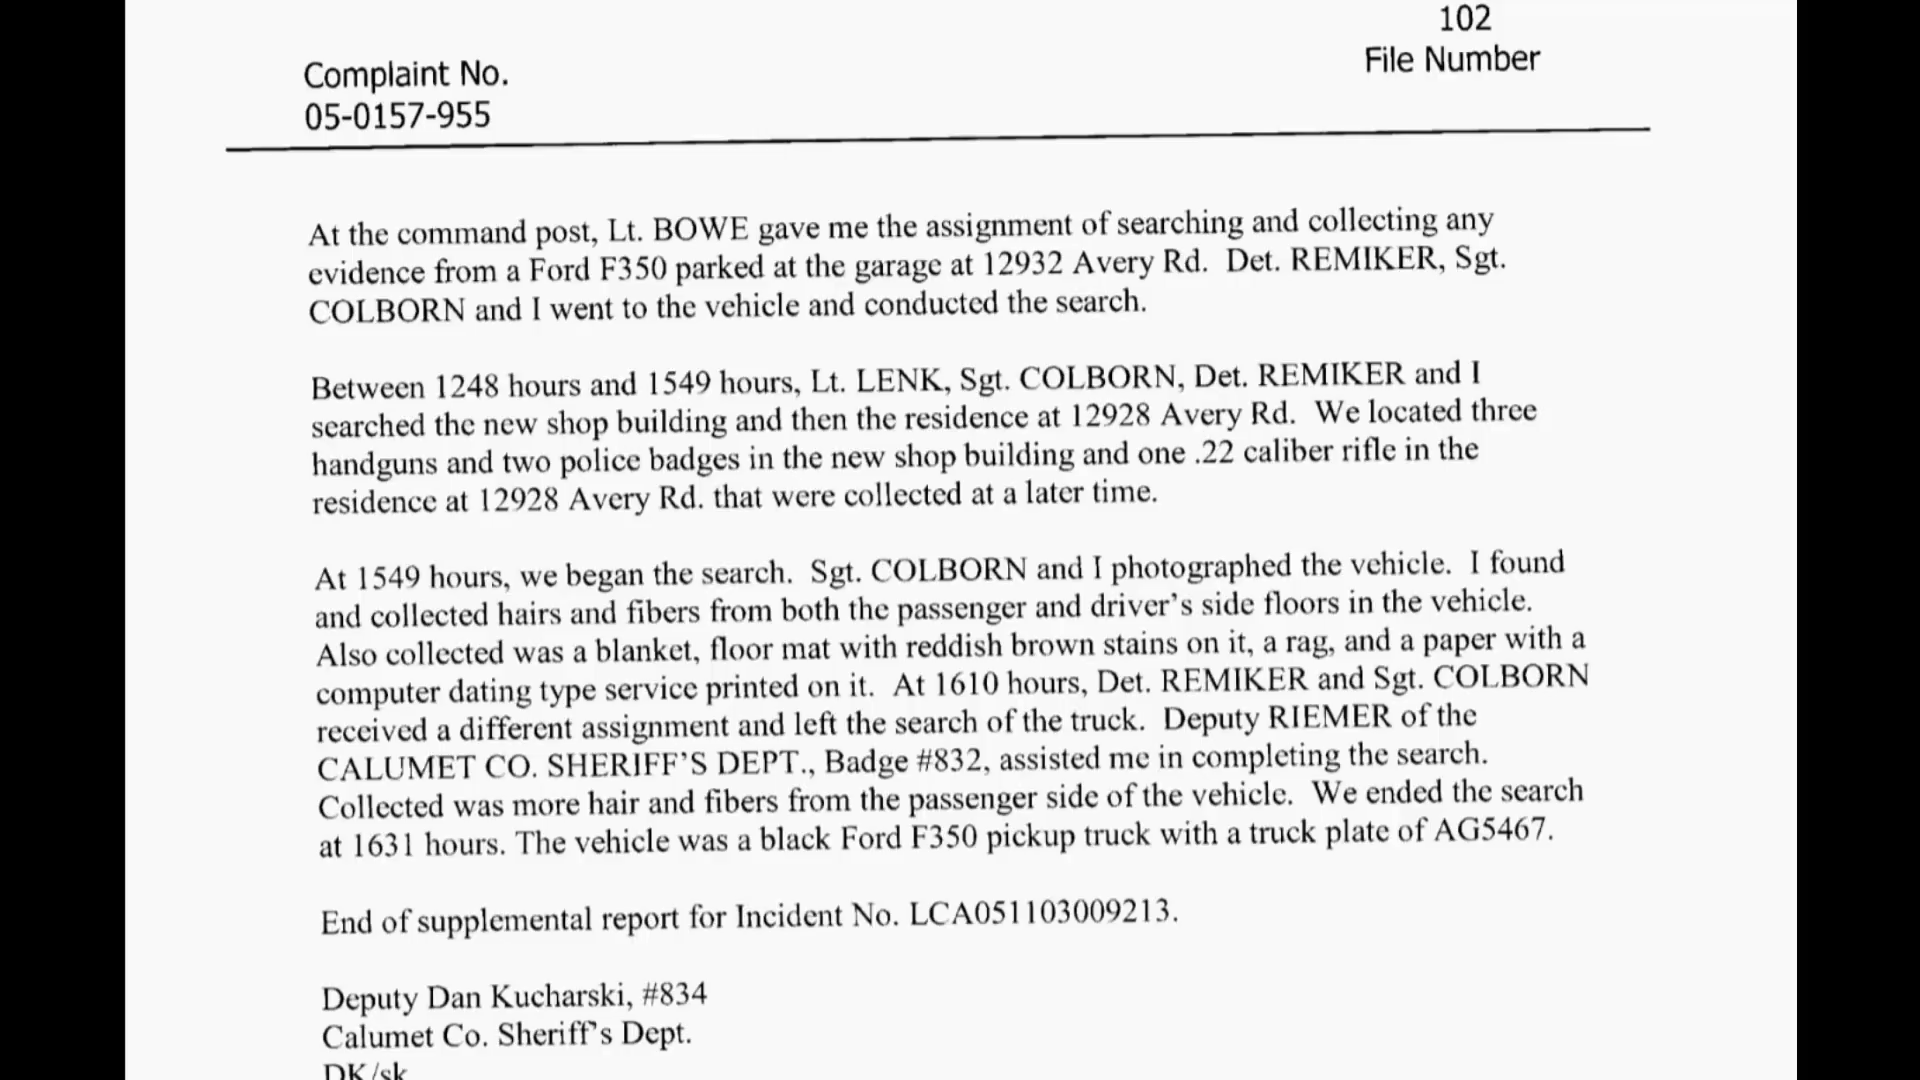 102
File Number
Complaint No.
05-0157-955
At the command post, Lt. BOWE gave me the assignment of searching and collecting any
evidence from a Ford F350 parked at the garage at 12932 Avery Rd.  Det. REMIKER, Sgt.
COLBORN and I went to the vehicle and conducted the search.
Between 1248 hours and 1549 hours, Lt. LENK, Sgt. COLBORN, Det. REMIKER and I
searched the new shop building and then the residence at 12928 Avery Rd.  We located three
handguns and two police badges in the new shop building and one .22 caliber rifle in the
residence at 12928 Avery Rd. that were collected at a later time.
At 1549 hours, we began the search.  Sgt. COLBORN and I photographed the vehicle.  I found
and collected hairs and fibers from both the passenger and driver's side floors in the vehicle.
Also collected was a blanket, floor mat with reddish brown stains on it, a rag, and a paper with a
computer dating type service printed on it.  At 1610 hours, Det. REMIKER and Sgt. COLBORN
received a different assignment and left the search of the truck.  Deputy RIEMER of the
CALUMET CO. SHERIFF'S DEPT., Badge #832, assisted me in completing the search.
Collected was more hair and fibers from the passenger side of the vehicle.  We ended the search
at 1631 hours. The vehicle was a black Ford F350 pickup truck with a truck plate of AG5467.
End of supplemental report for Incident No. LCA051103009213.
Deputy Dan Kucharski, #834
Calumet Co. Sheriff's Dept.
DK/sk